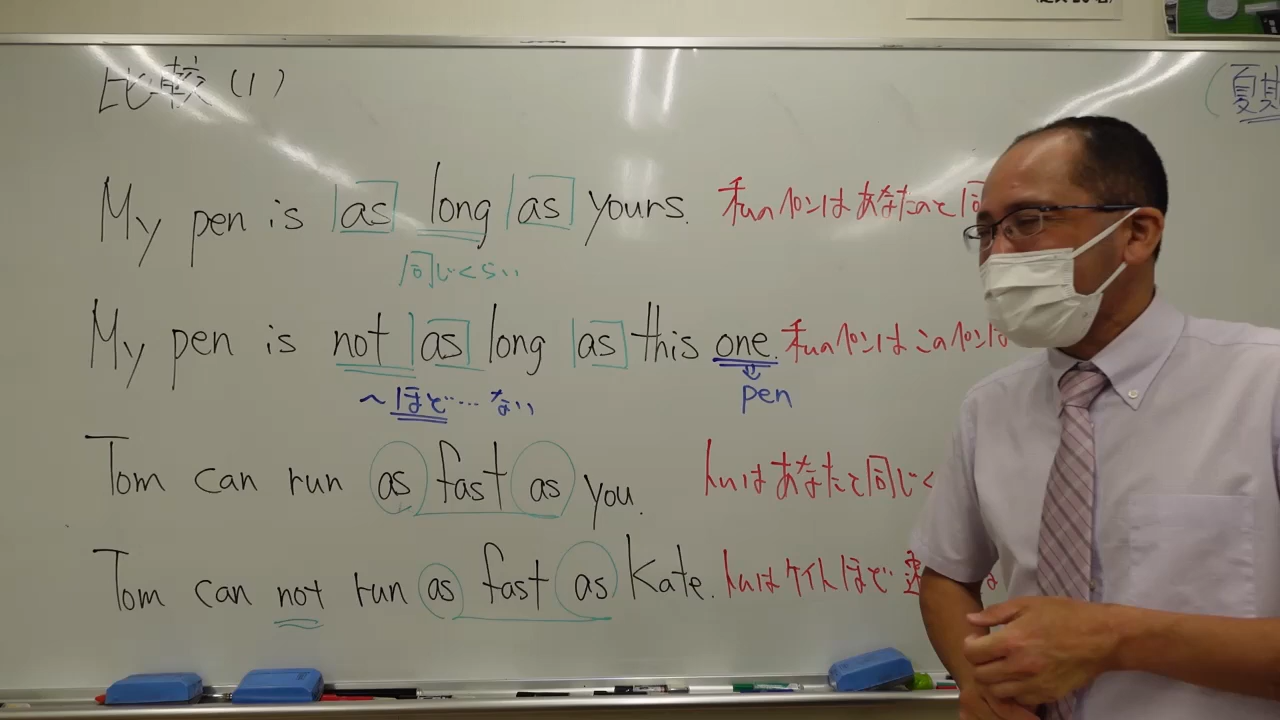 比較(1)
(夏期
My pen is as long as yours. 私のペンはあなたのと同
同じくらい
My pen is not as long as this one. 私のペンはこのペンほ
~ほど…ない
pen
Tom can run as fast as you. トムはあなたと同じく
Tom can not run as fast as Kate. トムはケイトほど速